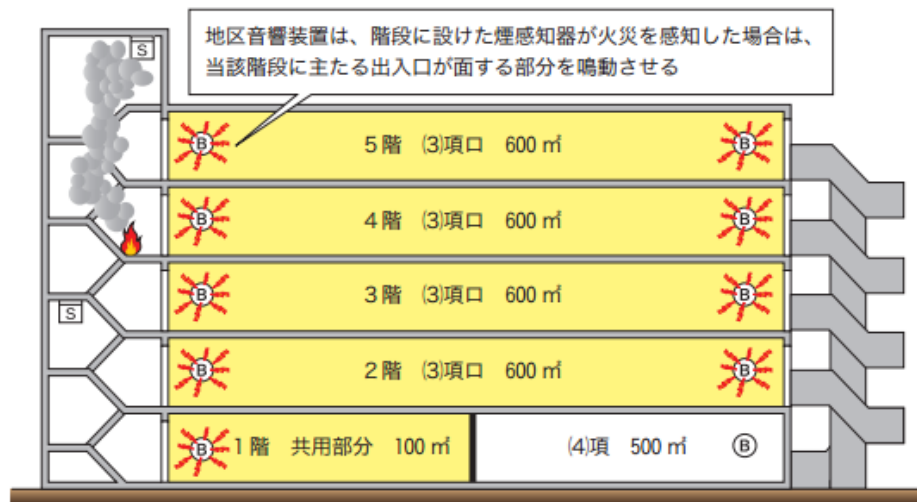 地区音響装置は、階段に設けた煙感知器が火災を感知した場合は、
当該階段に主たる出入口が面する部分を鳴動させる
S
B 5階 ⑶項ロ 600㎡ B
B 4階 ⑶項ロ 600㎡ B
S
B 3階 ⑶項ロ 600㎡ B
B 2階 ⑶項ロ 600㎡ B
B 1階 共用部分 100㎡ ⑷項 500㎡ B